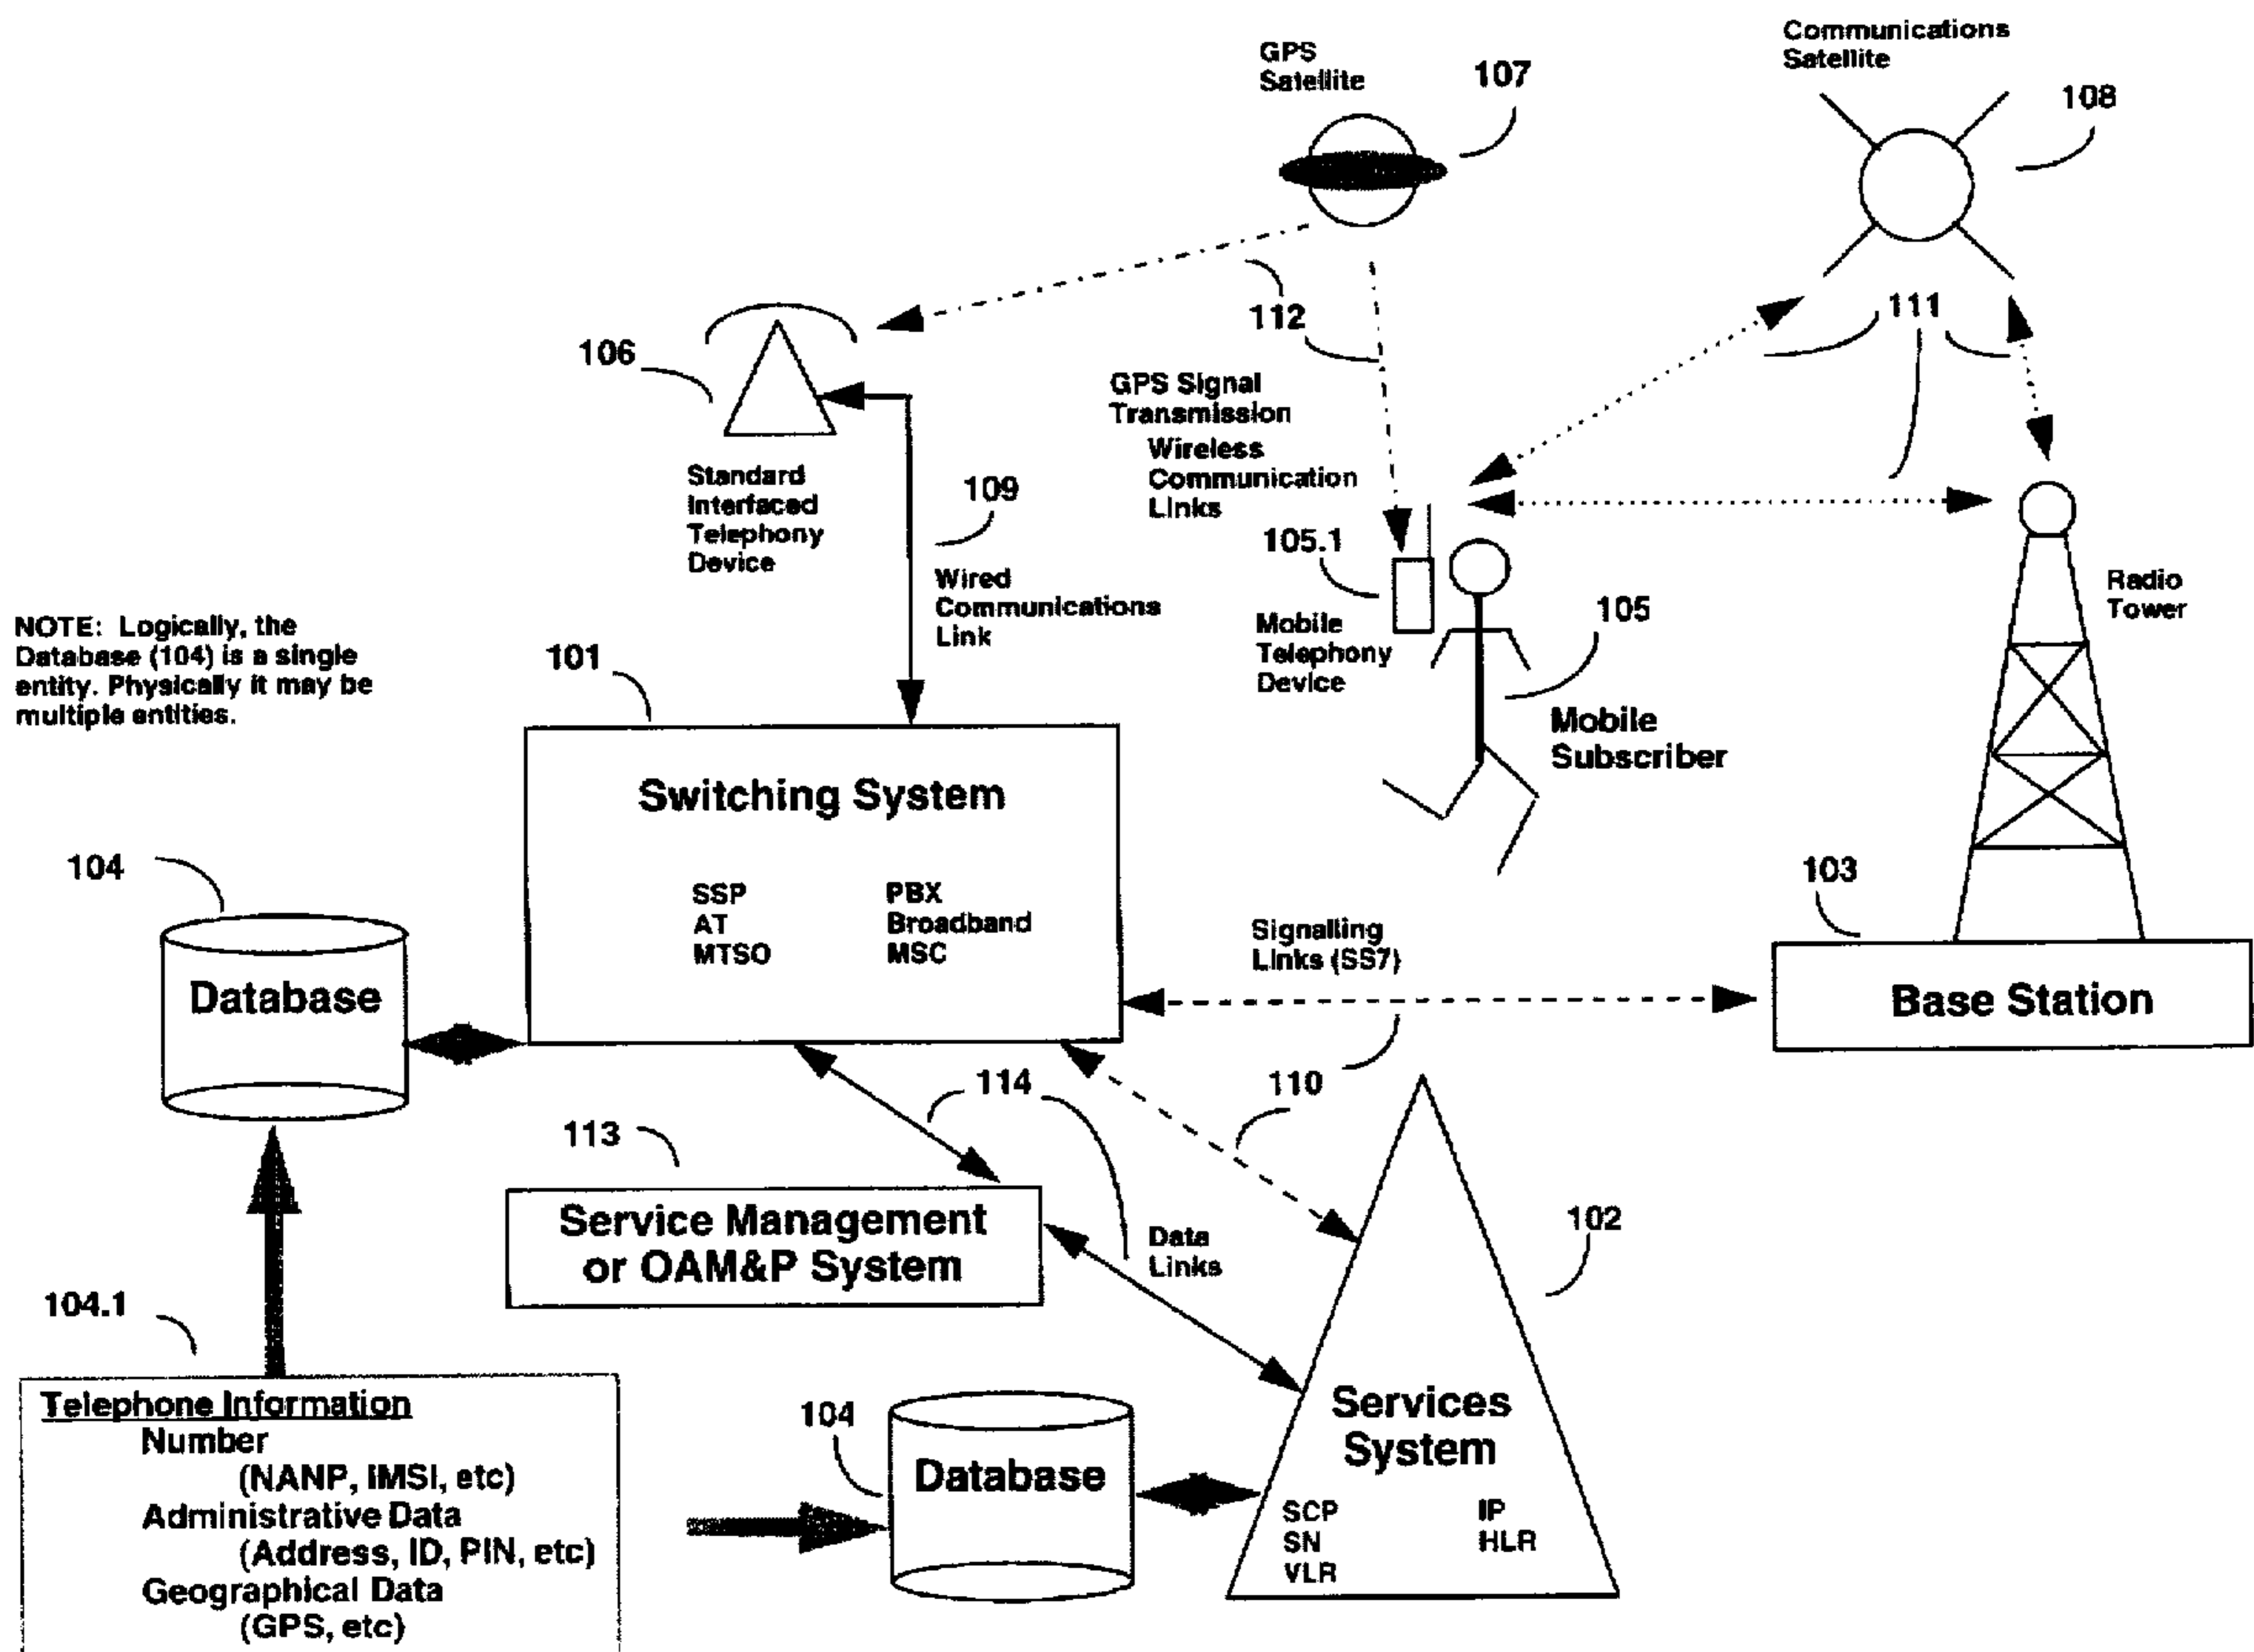 GPS
Satellite
107
Communications
Satellite
108
112
111
106
GPS Signal
Transmission
Wireless
Communication
Links
Standard
Interfaced
Telephony
Device
109
105.1
Wired
Communications
Link
Mobile
Telephony
Device
105
Mobile
Subscriber
Radio
Tower
NOTE: Logically, the
Database (104) is a single
entity. Physically it may be
multiple entities.
101
Switching System
SSP PBX
AT Broadband
MTSO MSC
104
Database
Signalling
Links (SS7)
103
Base Station
114
110
113
Service Management
or OAM&P System
Data
Links
102
104.1
Telephone Information
Number
(NANP, IMSI, etc)
Administrative Data
(Address, ID, PIN, etc)
Geographical Data
(GPS, etc)
104
Database
Services
System
SCP IP
SN HLR
VLR